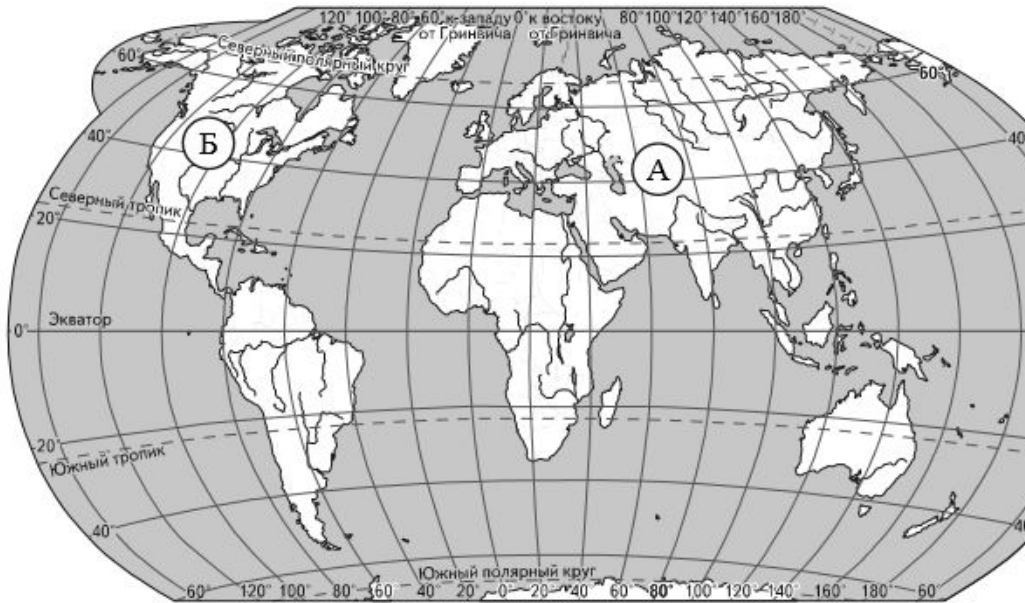 120° 100° 80° 60° к западу 0° к востоку 80° 100° 120° 140° 160° 180°
от Гринвича от Гринвича
60° Северный полярный круг 60°
40° Б А 40°
Северный тропик
20°
Экватор
0°
20°
Южный тропик
40° 40°
Южный полярный круг
60° 120° 100° 80° 60° 40° 20° 0° 20° 40° 60° 80° 100° 120° 140° 160° 180° 60°